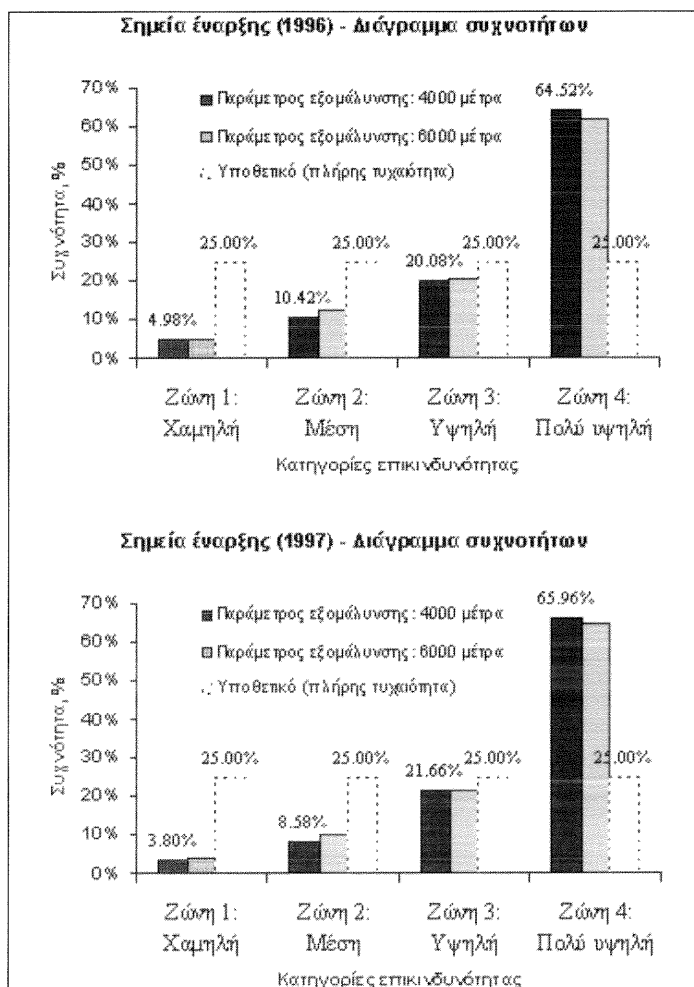 Σημεία έναρξης (1996) - Διάγραμμα συχνοτήτων
70%
60%
50%
40%
30%
20%
10%
0%
Συχνότητα, %
Παράμετρος εξομάλυνσης: 4000 μέτρα
Παράμετρος εξομάλυνσης: 6000 μέτρα
Υποθετικό (πλήρης τυχαιότητα)
64.52%
25.00%
25.00%
25.00%
25.00%
20.08%
10.42%
4.98%
Ζώνη 1: Ζώνη 2: Ζώνη 3: Ζώνη 4:
Χαμηλή Μέση Υψηλή Πολύ υψηλή
Κατηγορίες επικινδυνότητας
Σημεία έναρξης (1997) - Διάγραμμα συχνοτήτων
70%
60%
50%
40%
30%
20%
10%
0%
Συχνότητα, %
Παράμετρος εξομάλυνσης: 4000 μέτρα
Παράμετρος εξομάλυνσης: 6000 μέτρα
Υποθετικό (πλήρης τυχαιότητα)
65.96%
25.00%
25.00%
25.00%
25.00%
21.66%
8.58%
3.80%
Ζώνη 1: Ζώνη 2: Ζώνη 3: Ζώνη 4:
Χαμηλή Μέση Υψηλή Πολύ υψηλή
Κατηγορίες επικινδυνότητας